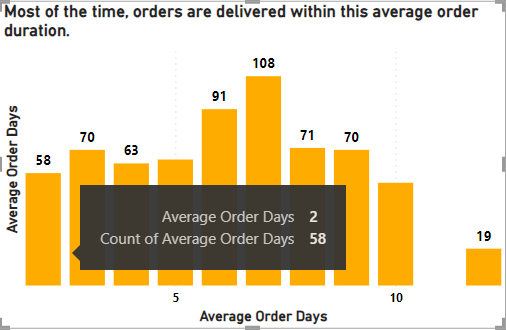 Most of the time, orders are delivered within this average order
duration.
108
91
70
71
70
63
58
19
Average Order Days
Average Order Days 2
Count of Average Order Days 58
5
10
Average Order Days